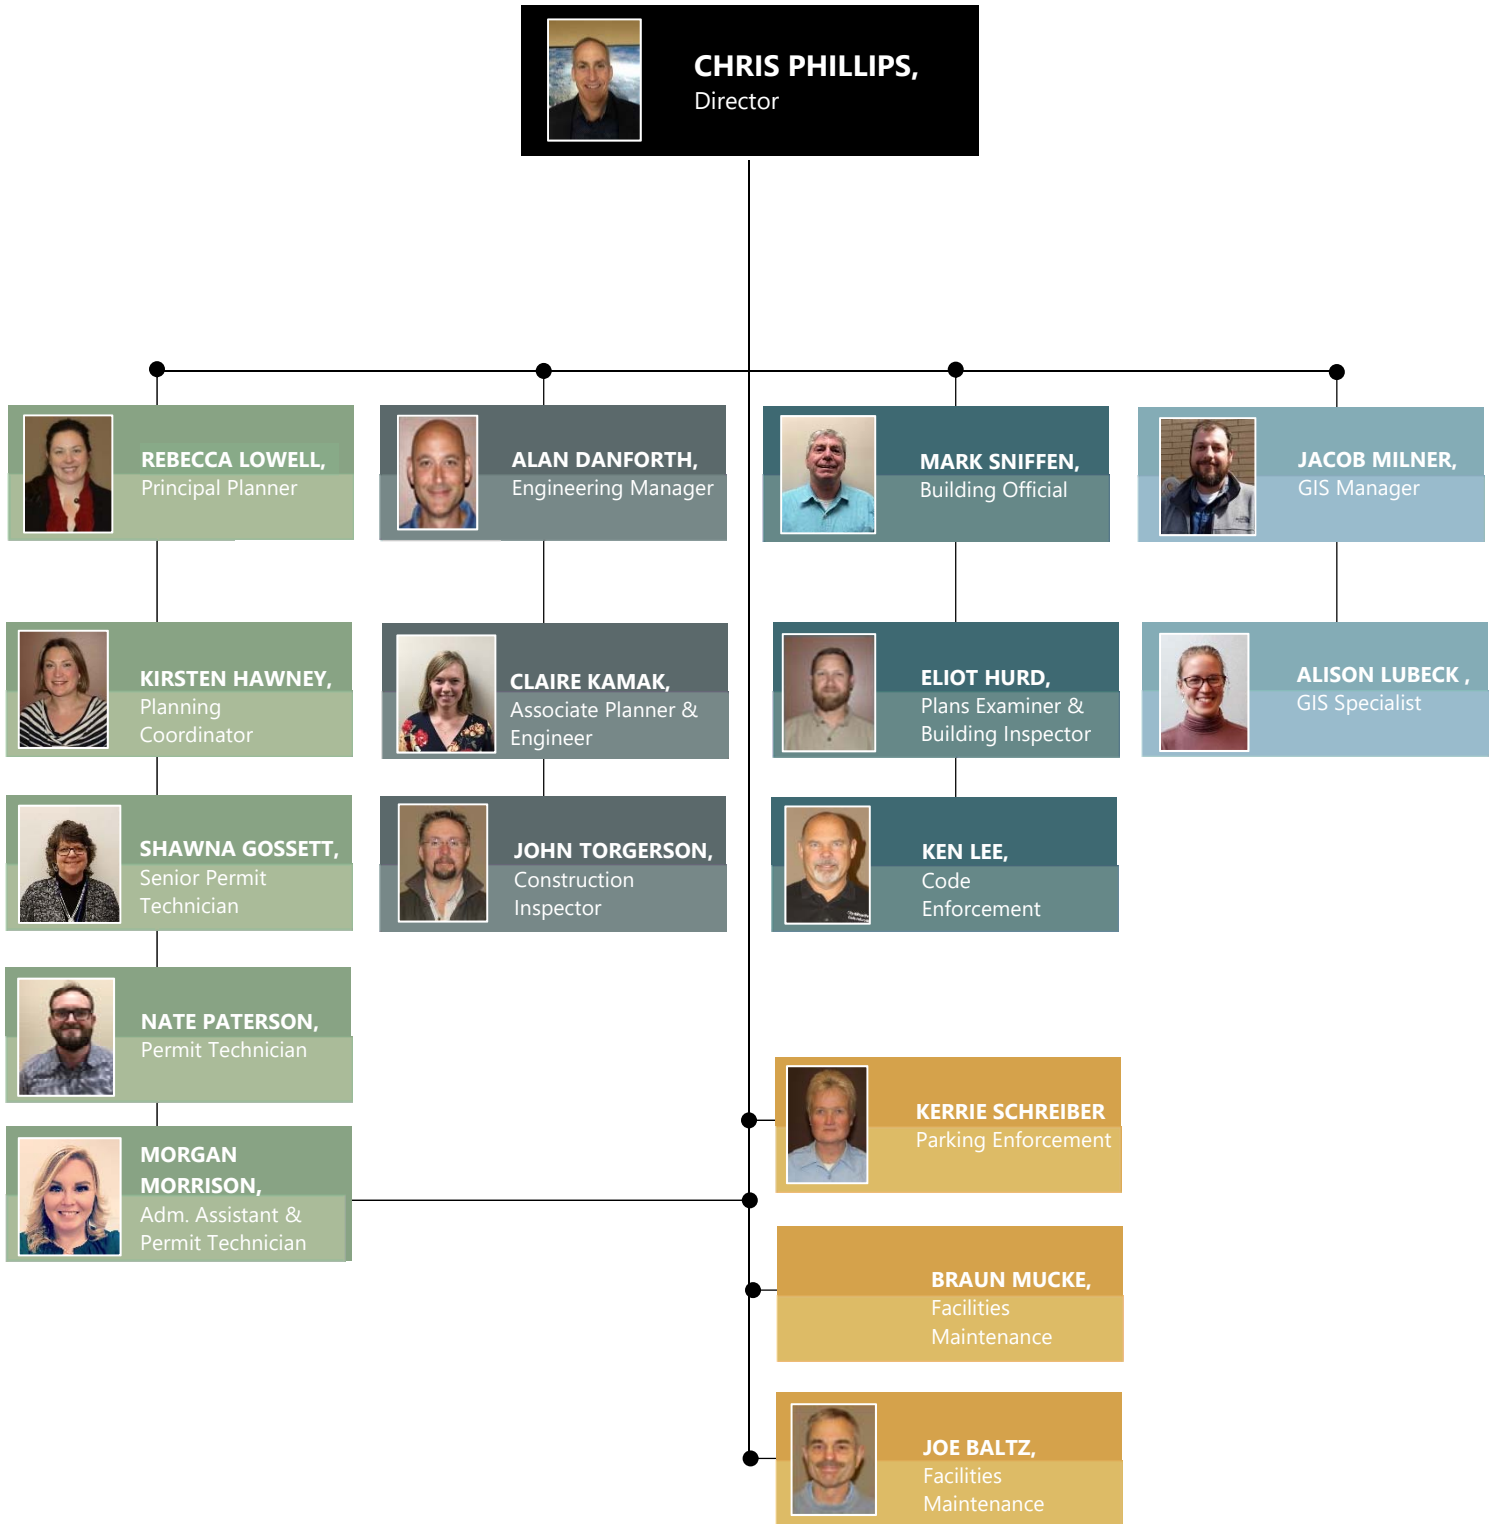 CHRIS PHILLIPS,
Director
REBECCA LOWELL,
Principal Planner
ALAN DANFORTH,
Engineering Manager
MARK SNIFFEN,
Building Official
JACOB MILNER,
GIS Manager
KIRSTEN HAWNEY,
Planning
Coordinator
CLAIRE KAMAK,
Associate Planner &
Engineer
ELIOT HURD,
Plans Examiner &
Building Inspector
ALISON LUBECK ,
GIS Specialist
SHAWNA GOSSETT,
Senior Permit
Technician
JOHN TORGERSON,
Construction
Inspector
KEN LEE,
Code
Enforcement
NATE PATERSON,
Permit Technician
KERRIE SCHREIBER
Parking Enforcement
MORGAN
MORRISON,
Adm. Assistant &
Permit Technician
BRAUN MUCKE,
Facilities
Maintenance
JOE BALTZ,
Facilities
Maintenance